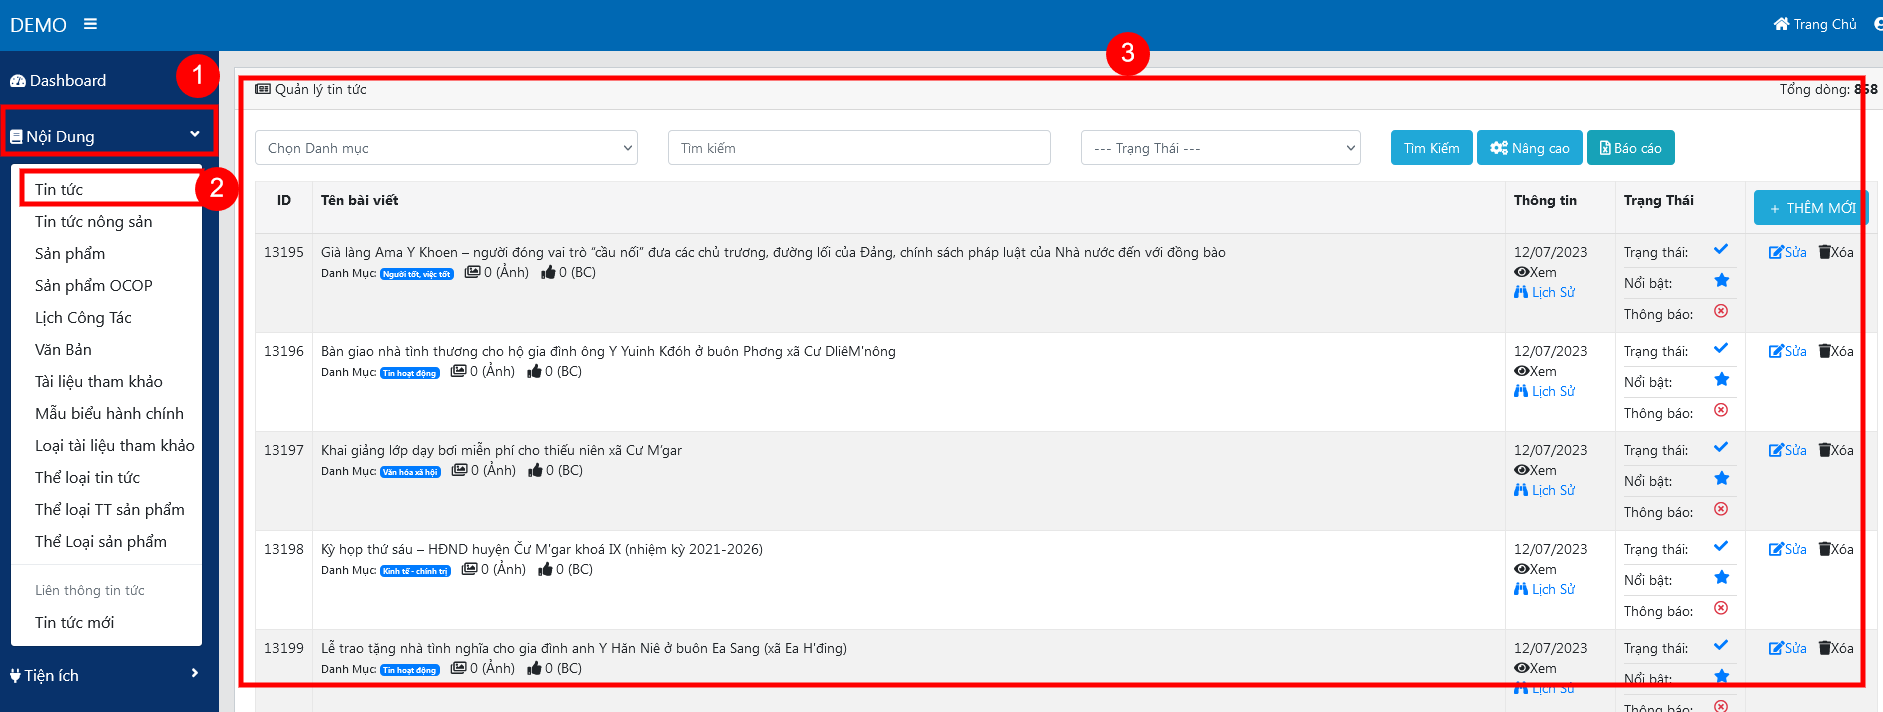 DEMO
Trang Chủ
Dashboard
1
Nội Dung
Tin tức
2
Tin tức nông sản
Sản phẩm
Sản phẩm OCOP
Lịch Công Tác
Văn Bản
Tài liệu tham khảo
Mẫu biểu hành chính
Loại tài liệu tham khảo
Thể loại tin tức
Thể loại TT sản phẩm
Thể Loại sản phẩm
Liên thông tin tức
Tin tức mới
Tiện ích
3
Quản lý tin tức
Tổng dòng: 858
Chọn Danh mục
Tìm kiếm
--- Trạng Thái ---
Tìm Kiếm
Nâng cao
Báo cáo
ID Tên bài viết Thông tin Trạng Thái + THÊM MỚI
13195 Già làng Ama Y Khoen – người đóng vai trò “cầu nối” đưa các chủ trương, đường lối của Đảng, chính sách pháp luật của Nhà nước đến với đồng bào 12/07/2023 Trạng thái: Sửa Xóa
Danh Mục: Người tốt, việc tốt 0 (Ảnh) 0 (BC) Xem Nổi bật:
Lịch Sử Thông báo:
13196 Bàn giao nhà tình thương cho hộ gia đình ông Y Yuinh Kđóh ở buôn Phơng xã Cư DliêM'nông 12/07/2023 Trạng thái: Sửa Xóa
Danh Mục: Tin hoạt động 0 (Ảnh) 0 (BC) Xem Nổi bật:
Lịch Sử Thông báo:
13197 Khai giảng lớp dạy bơi miễn phí cho thiếu niên xã Cư M'gar 12/07/2023 Trạng thái: Sửa Xóa
Danh Mục: Văn hóa xã hội 0 (Ảnh) 0 (BC) Xem Nổi bật:
Lịch Sử Thông báo:
13198 Kỳ họp thứ sáu – HĐND huyện Čư M'gar khoá IX (nhiệm kỳ 2021-2026) 12/07/2023 Trạng thái: Sửa Xóa
Danh Mục: Kinh tế - chính trị 0 (Ảnh) 0 (BC) Xem Nổi bật:
Lịch Sử Thông báo:
13199 Lễ trao tặng nhà tình nghĩa cho gia đình anh Y Hăn Niê ở buôn Ea Sang (xã Ea H'đing) 12/07/2023 Trạng thái: Sửa Xóa
Danh Mục: Tin hoạt động 0 (Ảnh) 0 (BC) Xem Nổi bật:
Lịch Sử Thông báo: